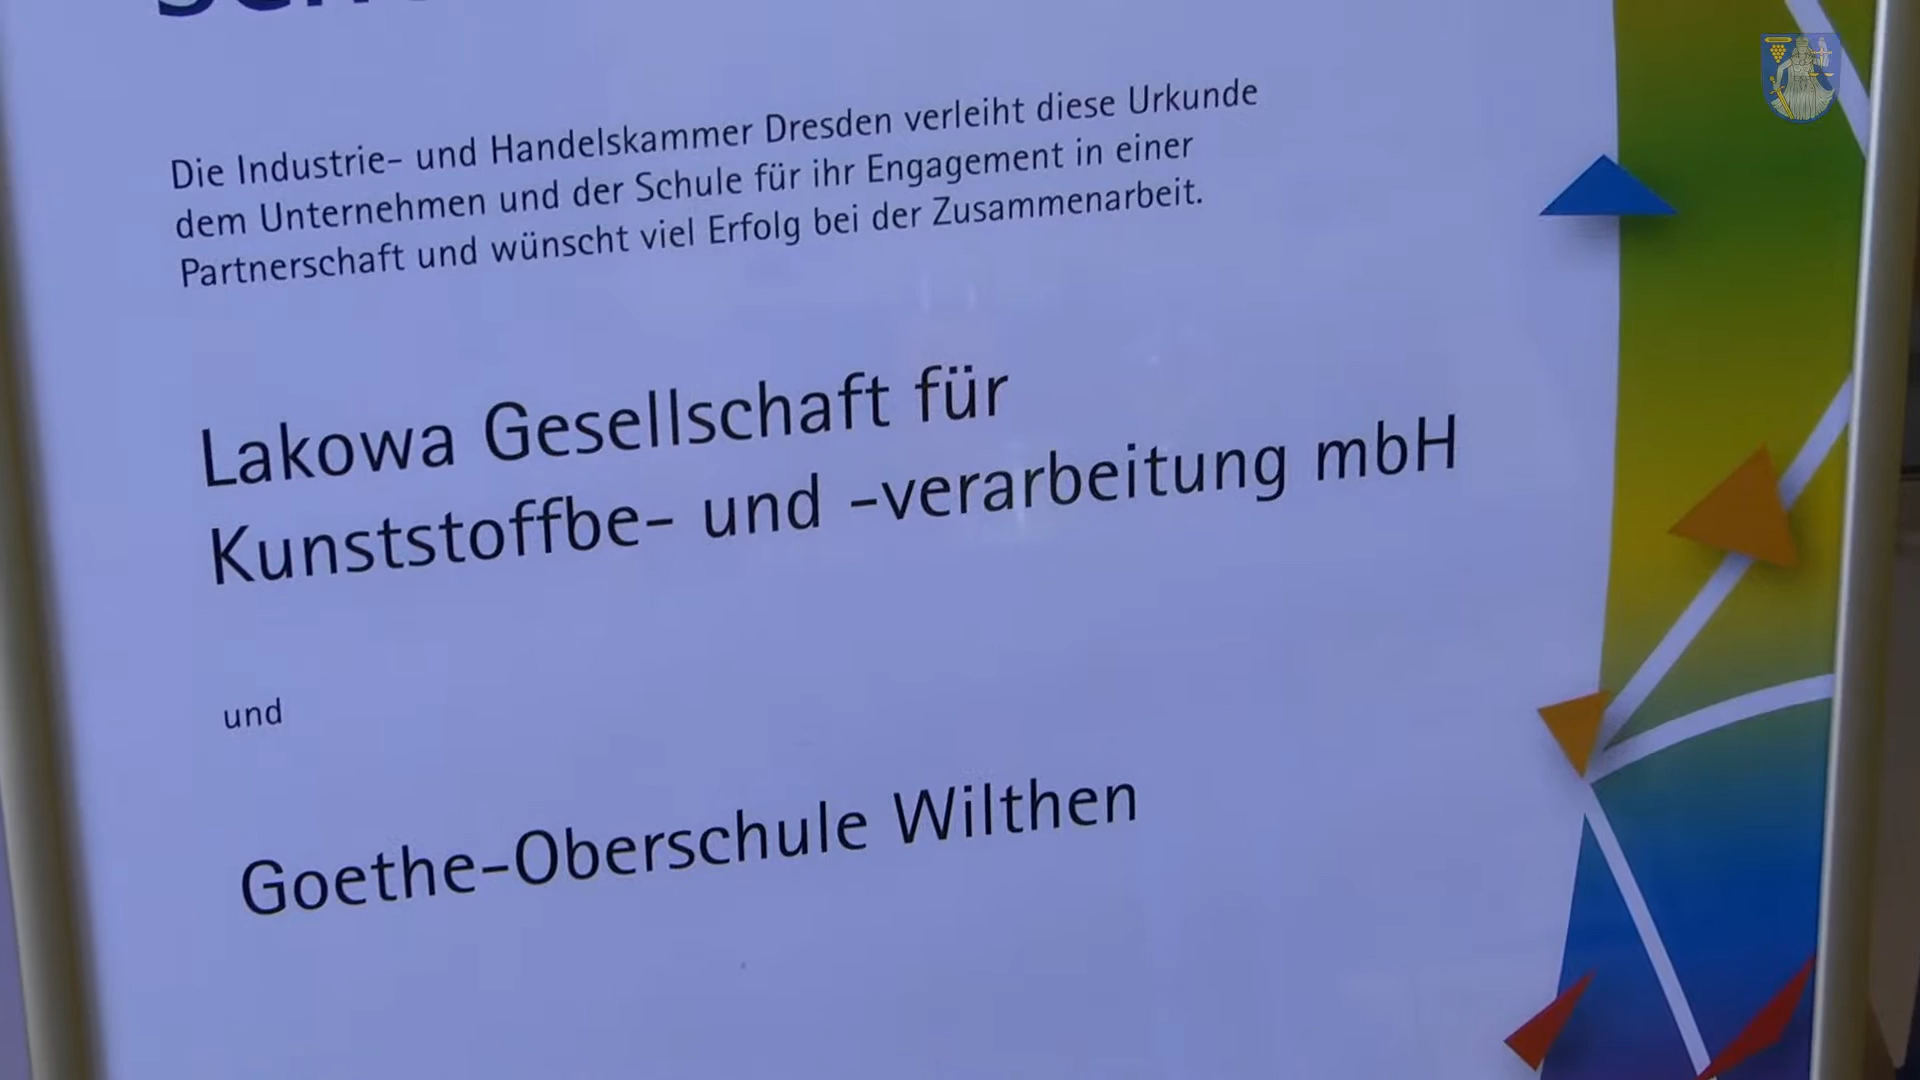 Die Industrie- und Handelskammer Dresden verleiht diese Urkunde
dem Unternehmen und der Schule für ihr Engagement in einer
Partnerschaft und wünscht viel Erfolg bei der Zusammenarbeit.
Lakowa Gesellschaft für
Kunststoffbe- und -verarbeitung mbH
und
Goethe-Oberschule Wilthen